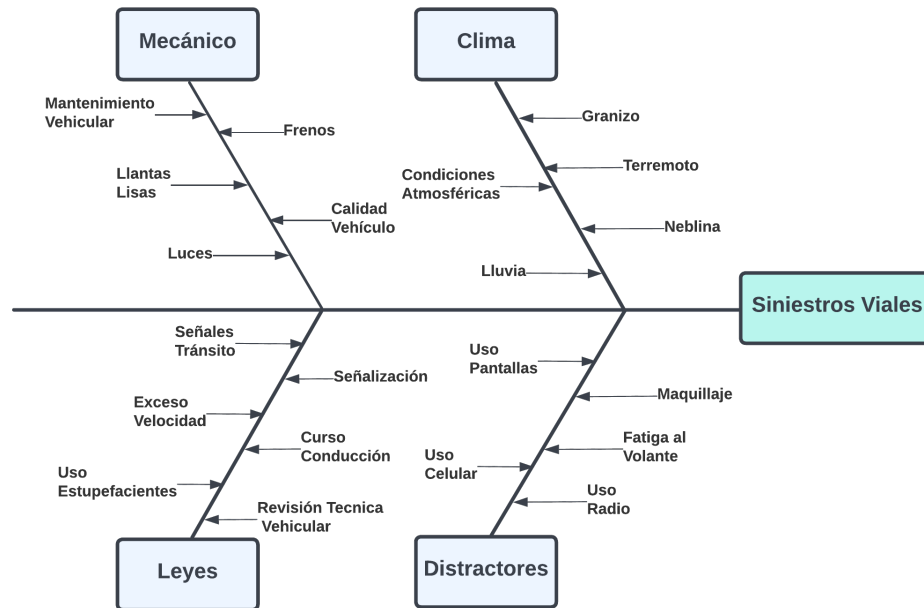 Mecánico
Clima
Mantenimiento
Vehicular
Frenos
Llantas
Lisas
Calidad
Vehículo
Luces
Granizo
Terremoto
Condiciones
Atmosféricas
Neblina
Lluvia
Siniestros Viales
Señales
Tránsito
Señalización
Exceso
Velocidad
Curso
Conducción
Uso
Estupefacientes
Revisión Tecnica
Vehicular
Leyes
Uso
Pantallas
Maquillaje
Fatiga al
Volante
Uso
Celular
Uso
Radio
Distractores